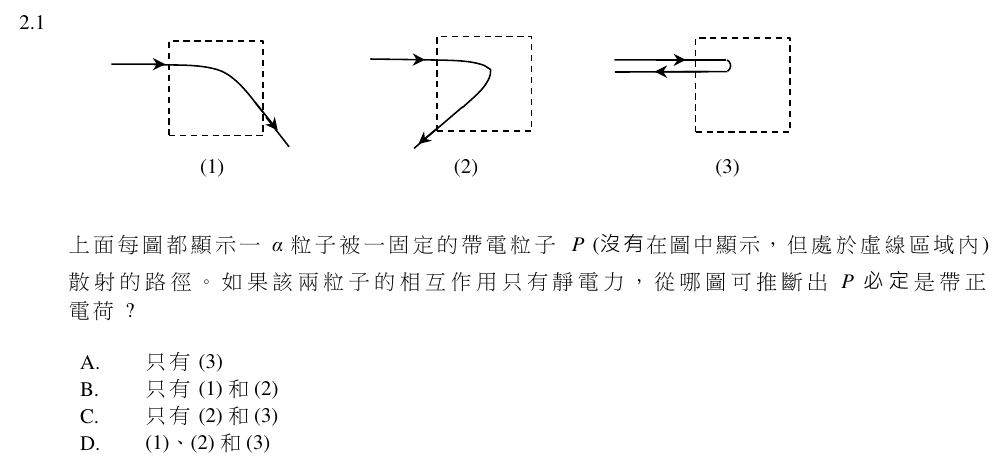 2.1
(1) (2) (3)
上面每圖都顯示一 α 粒子被一固定的帶電粒子 P (沒有在圖中顯示，但處於虛線區域內)
散射的路徑。如果該兩粒子的相互作用只有靜電力，從哪圖可推斷出 P 必定是帶正
電荷 ?
A. 只有 (3)
B. 只有 (1) 和 (2)
C. 只有 (2) 和 (3)
D. (1)、(2) 和 (3)